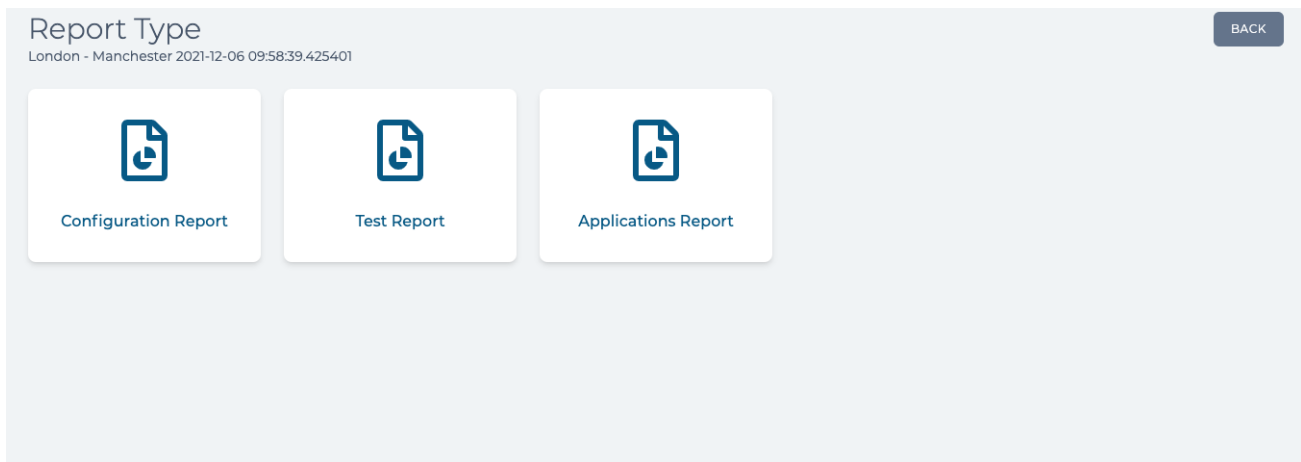 Report Type
BACK
London - Manchester 2021-12-06 09:58:39.425401
Configuration Report
Test Report
Applications Report